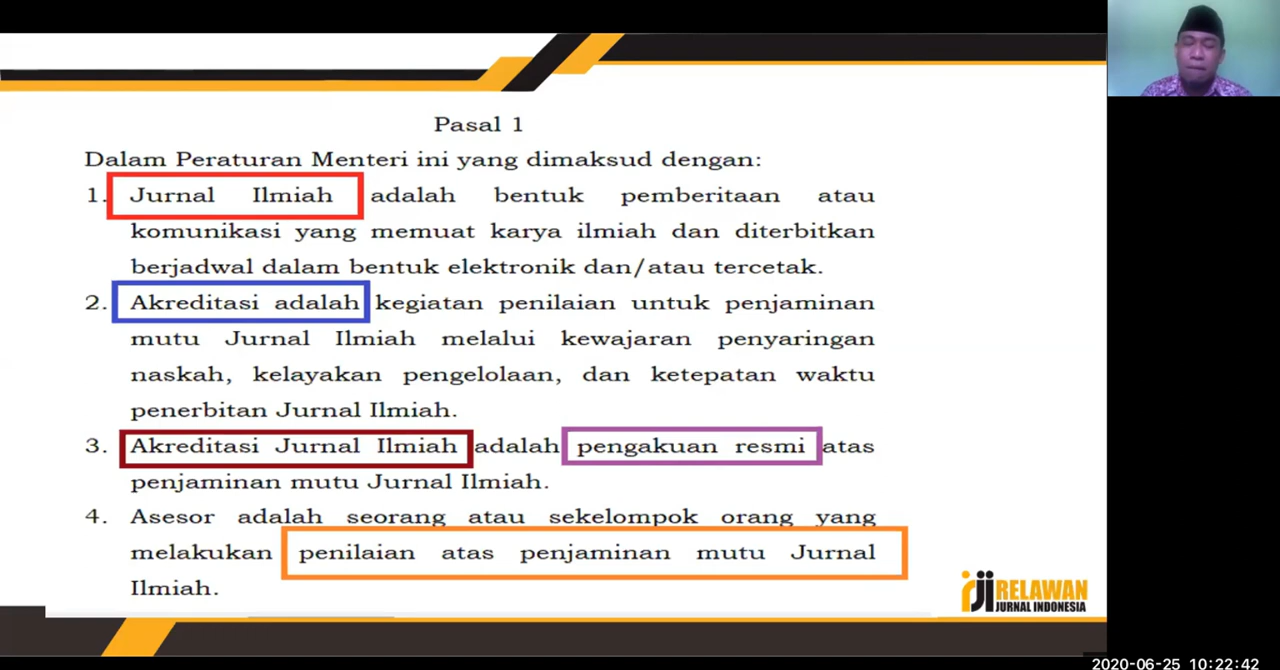 Pasal 1
Dalam Peraturan Menteri ini yang dimaksud dengan:
1. Jurnal Ilmiah adalah bentuk pemberitaan atau
komunikasi yang memuat karya ilmiah dan diterbitkan
berjadwal dalam bentuk elektronik dan/atau tercetak.
2. Akreditasi adalah kegiatan penilaian untuk penjaminan
mutu Jurnal Ilmiah melalui kewajaran penyaringan
naskah, kelayakan pengelolaan, dan ketepatan waktu
penerbitan Jurnal Ilmiah.
3. Akreditasi Jurnal Ilmiah adalah pengakuan resmi atas
penjaminan mutu Jurnal Ilmiah.
4. Asesor adalah seorang atau sekelompok orang yang
melakukan penilaian atas penjaminan mutu Jurnal
Ilmiah.
rji RELAWAN
JURNAL INDONESIA
2020-06-25 10:22:42